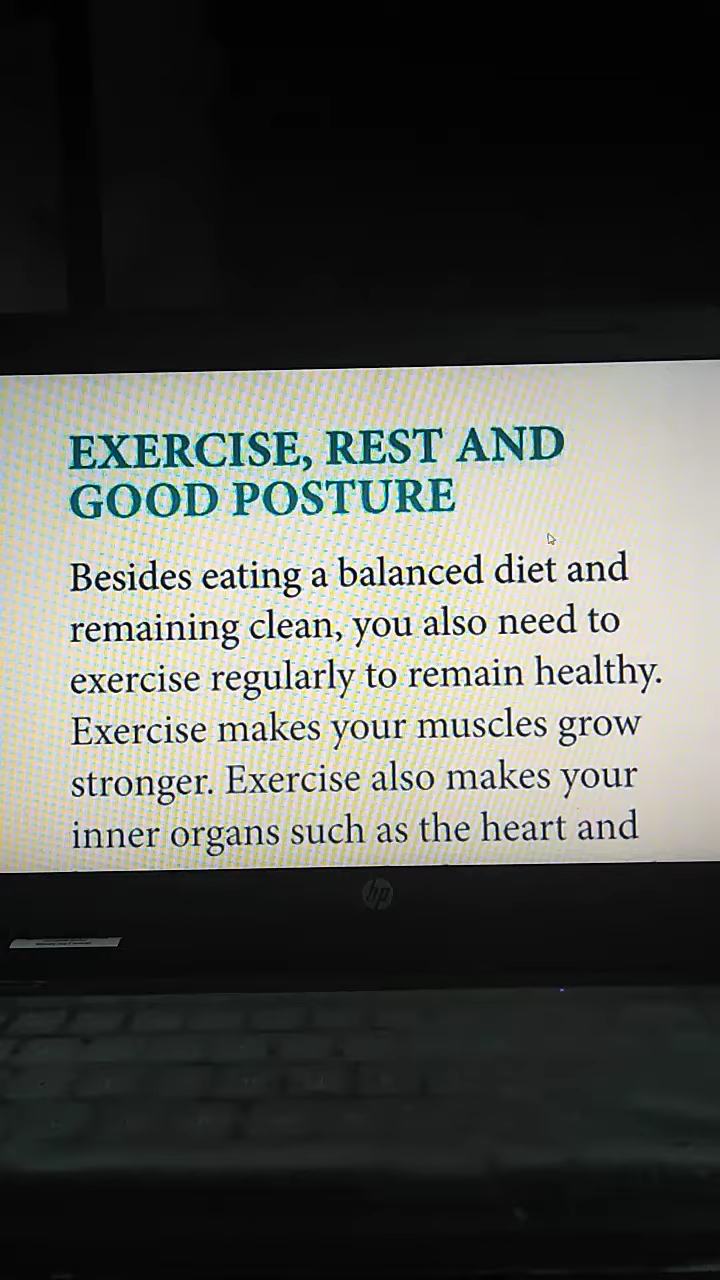 EXERCISE, REST AND
GOOD POSTURE
Besides eating a balanced diet and
remaining clean, you also need to
exercise regularly to remain healthy.
Exercise makes your muscles grow
stronger. Exercise also makes your
inner organs such as the heart and
hp